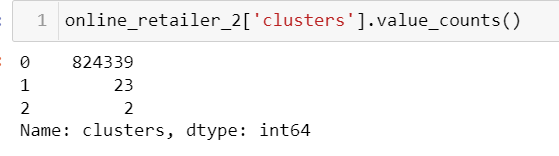 1 online_retailer_2['clusters'].value_counts()
0 824339
1 23
2 2
Name: clusters, dtype: int64